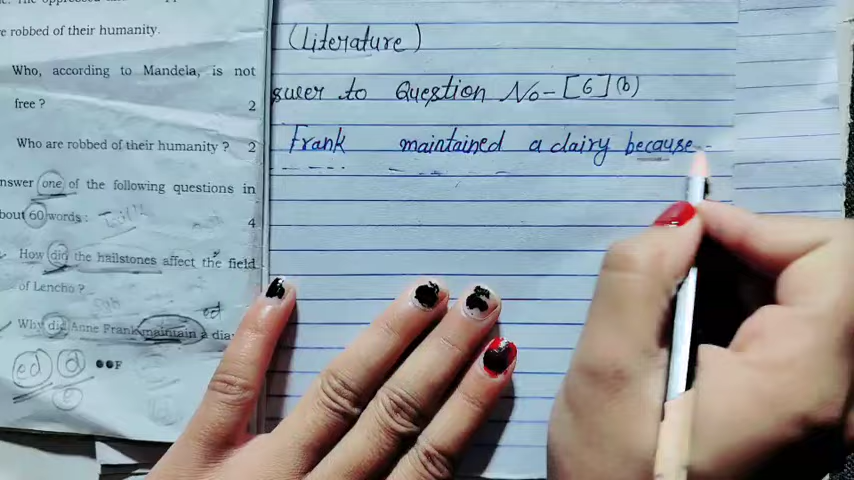 re robbed of their humanity.
Who, according to Mandela, is not
free ? 2
Who are robbed of their humanity ? 2
nswer one of the following questions in
bout 60 words :
4
How did the hailstones affect the field
of Lencho ?
ed
Why did Anne Frank maintain a dia
ed d F
e
(Literature)
swer to Question No-[6](b)
Frank maintained a dairy because